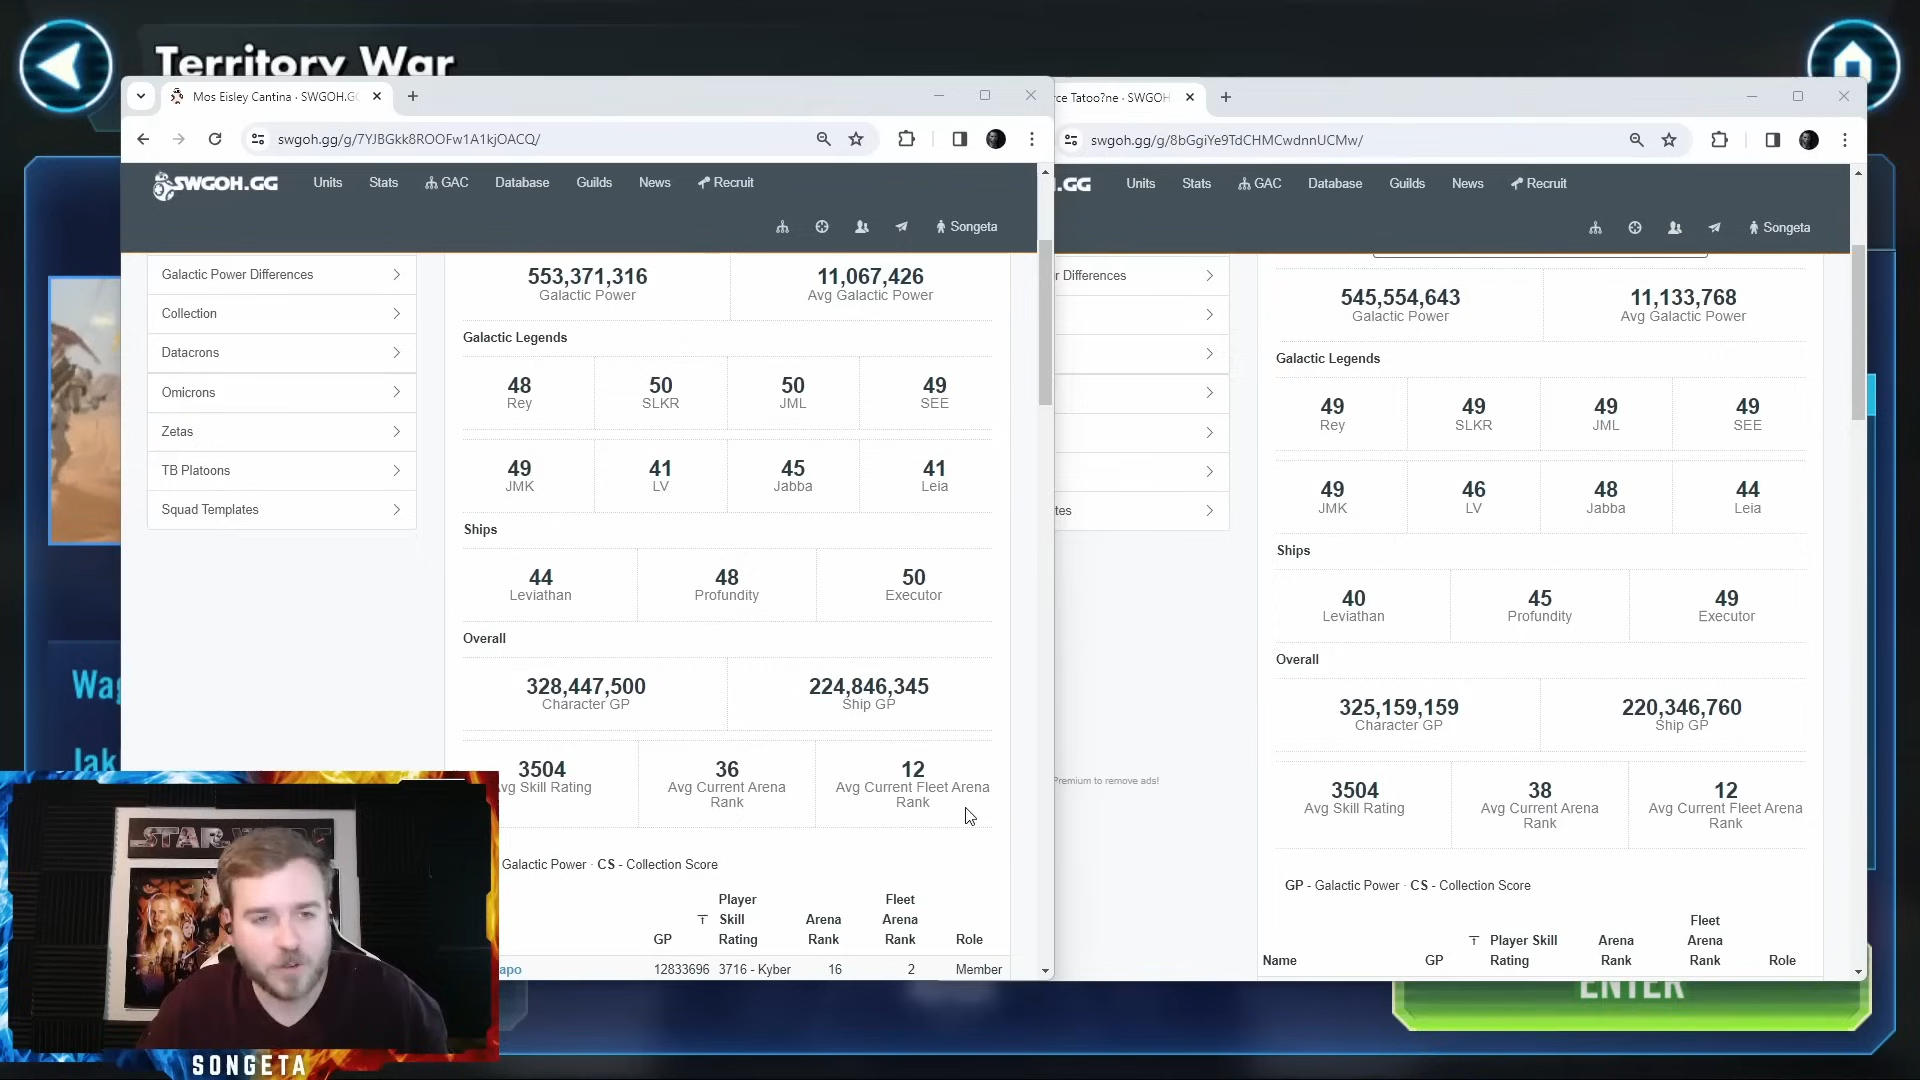 Territory War
Mos Eisley Cantina · SWGOH.GG
swgoh.gg/g/7YJBGkk8ROOFw1A1kjOACQ/
SWGOH.GG
Units
Stats
GAC
Database
Guilds
News
Recruit
Songeta
Galactic Power Differences
Collection
Datacrons
Omicrons
Zetas
TB Platoons
Squad Templates
553,371,316
Galactic Power
11,067,426
Avg Galactic Power
Galactic Legends
48
Rey
50
SLKR
50
JML
49
SEE
49
JMK
41
LV
45
Jabba
41
Leia
Ships
44
Leviathan
48
Profundity
50
Executor
Overall
328,447,500
Character GP
224,846,345
Ship GP
3504
Avg Skill Rating
36
Avg Current Arena
Rank
12
Avg Current Fleet Arena
Rank
Galactic Power · CS - Collection Score
GP
Player
Skill
Rating
Arena
Rank
Fleet
Arena
Rank
Role
apo
12833696
3716 - Kyber
16
2
Member
rce Tatoo?ne · SWGOH
swgoh.gg/g/8bGgiYe9TdCHMCwdnnUCMw/
.GG
Units
Stats
GAC
Database
Guilds
News
Recruit
Songeta
r Differences
tes
Premium to remove ads!
545,554,643
Galactic Power
11,133,768
Avg Galactic Power
Galactic Legends
49
Rey
49
SLKR
49
JML
49
SEE
49
JMK
46
LV
48
Jabba
44
Leia
Ships
40
Leviathan
45
Profundity
49
Executor
Overall
325,159,159
Character GP
220,346,760
Ship GP
3504
Avg Skill Rating
38
Avg Current Arena
Rank
12
Avg Current Fleet Arena
Rank
GP - Galactic Power · CS - Collection Score
Name
GP
Player Skill
Rating
Arena
Rank
Fleet
Arena
Rank
Role
Wag
Jak
ENTER
STAR WARS
SONGETA